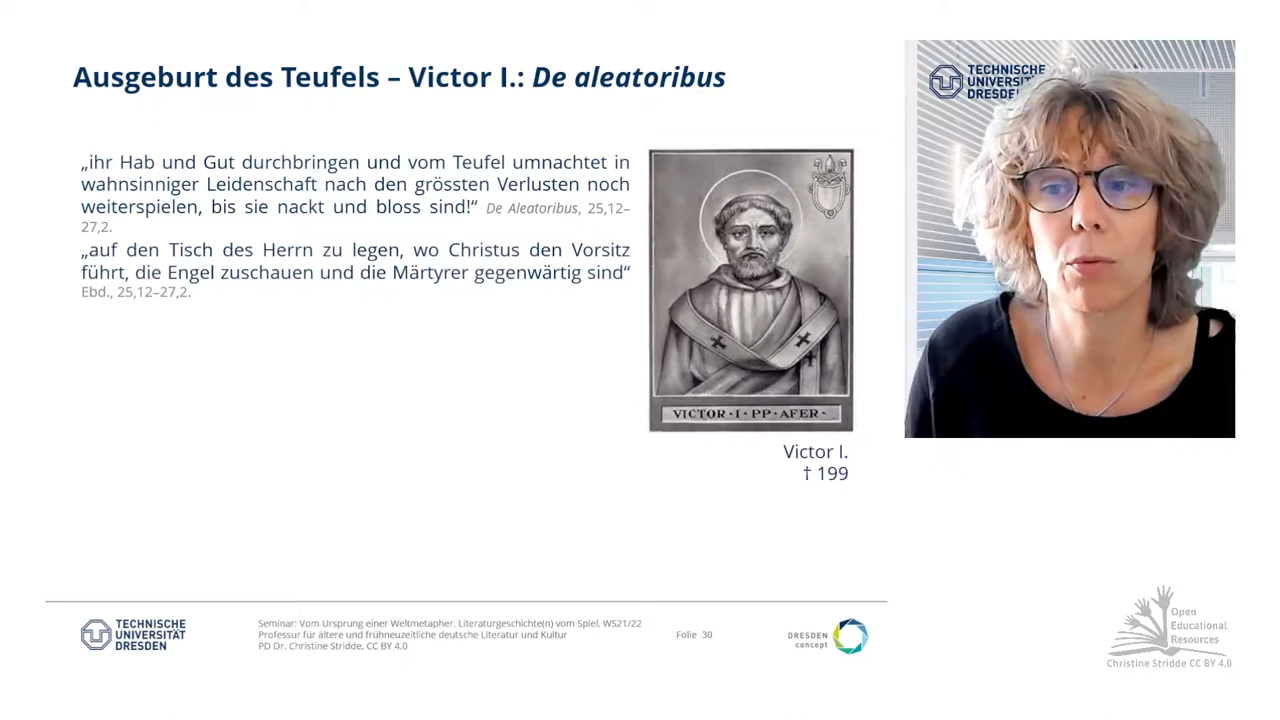 Ausgeburt des Teufels – Victor I.: De aleatoribus
„ihr Hab und Gut durchbringen und vom Teufel umnachtet in
wahnsinniger Leidenschaft nach den grössten Verlusten noch
weiterspielen, bis sie nackt und bloss sind!“ De Aleatoribus, 25,12–
27,2.
„auf den Tisch des Herrn zu legen, wo Christus den Vorsitz
führt, die Engel zuschauen und die Märtyrer gegenwärtig sind“
Ebd., 25,12–27,2.
VICTOR · I · PP · AFER ·
Victor I.
† 199
TECHNISCHE
UNIVERSITÄT
DRESDEN
Seminar: Vom Ursprung einer Weltmetapher. Literaturgeschichte(n) vom Spiel, WS21/22
Professur für ältere und frühneuzeitliche deutsche Literatur und Kultur
PD Dr. Christine Stridde, CC BY 4.0
Folie 30
DRESDEN
concept
TECHNISCHE
UNIVERSITÄT
DRESDE
Open
Educational
Resources
Christine Stridde CC BY 4.0